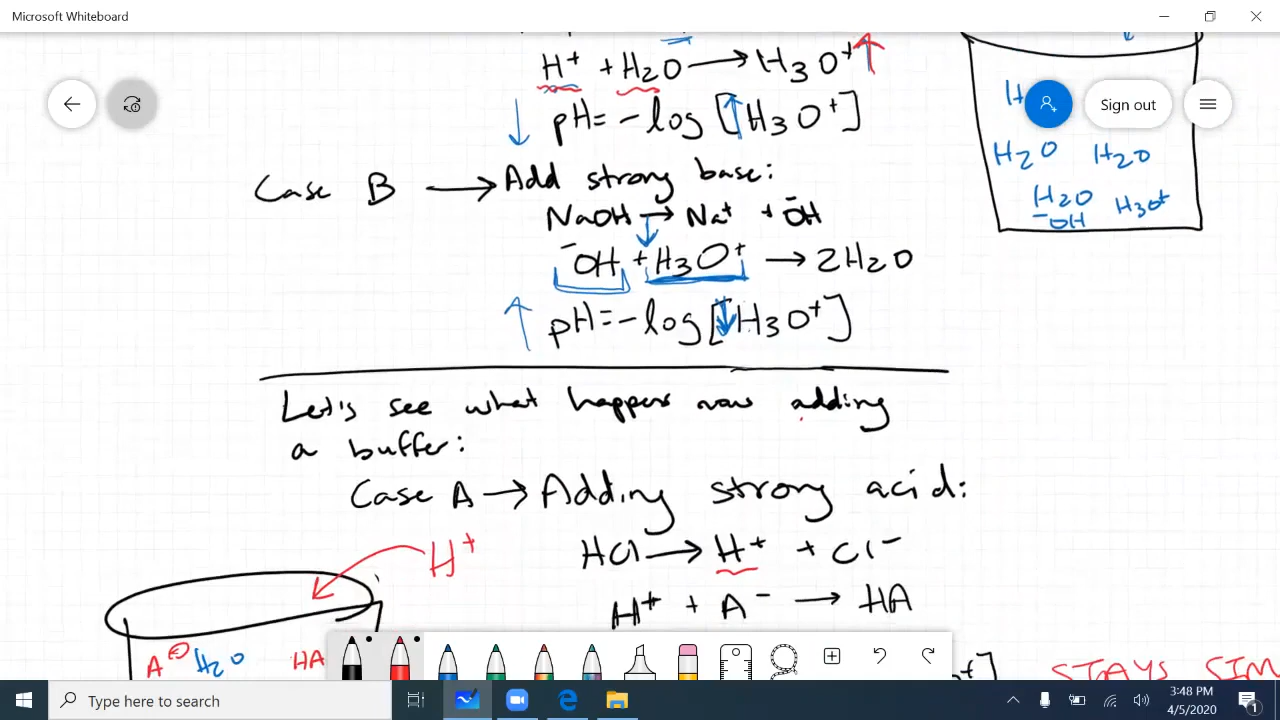 Microsoft Whiteboard
H+ + H2O → H3O+ ↑
↓ pH = -log [↑H3O+]
Sign out
H2O H2O
H2O
-OH H3O+
Case B → Add strong base:
NaOH → Na+ + -OH
-OH + ↓H3O+ → 2H2O
↑ pH = -log [↓H3O+]
Let's see what happens now adding
a buffer:
Case A → Adding strong acid:
HCl → H+ + Cl-
H+
H+ + A- → HA
A⊖ H2O HA
+] STAYS
Type here to search
3:48 PM
4/5/2020
1